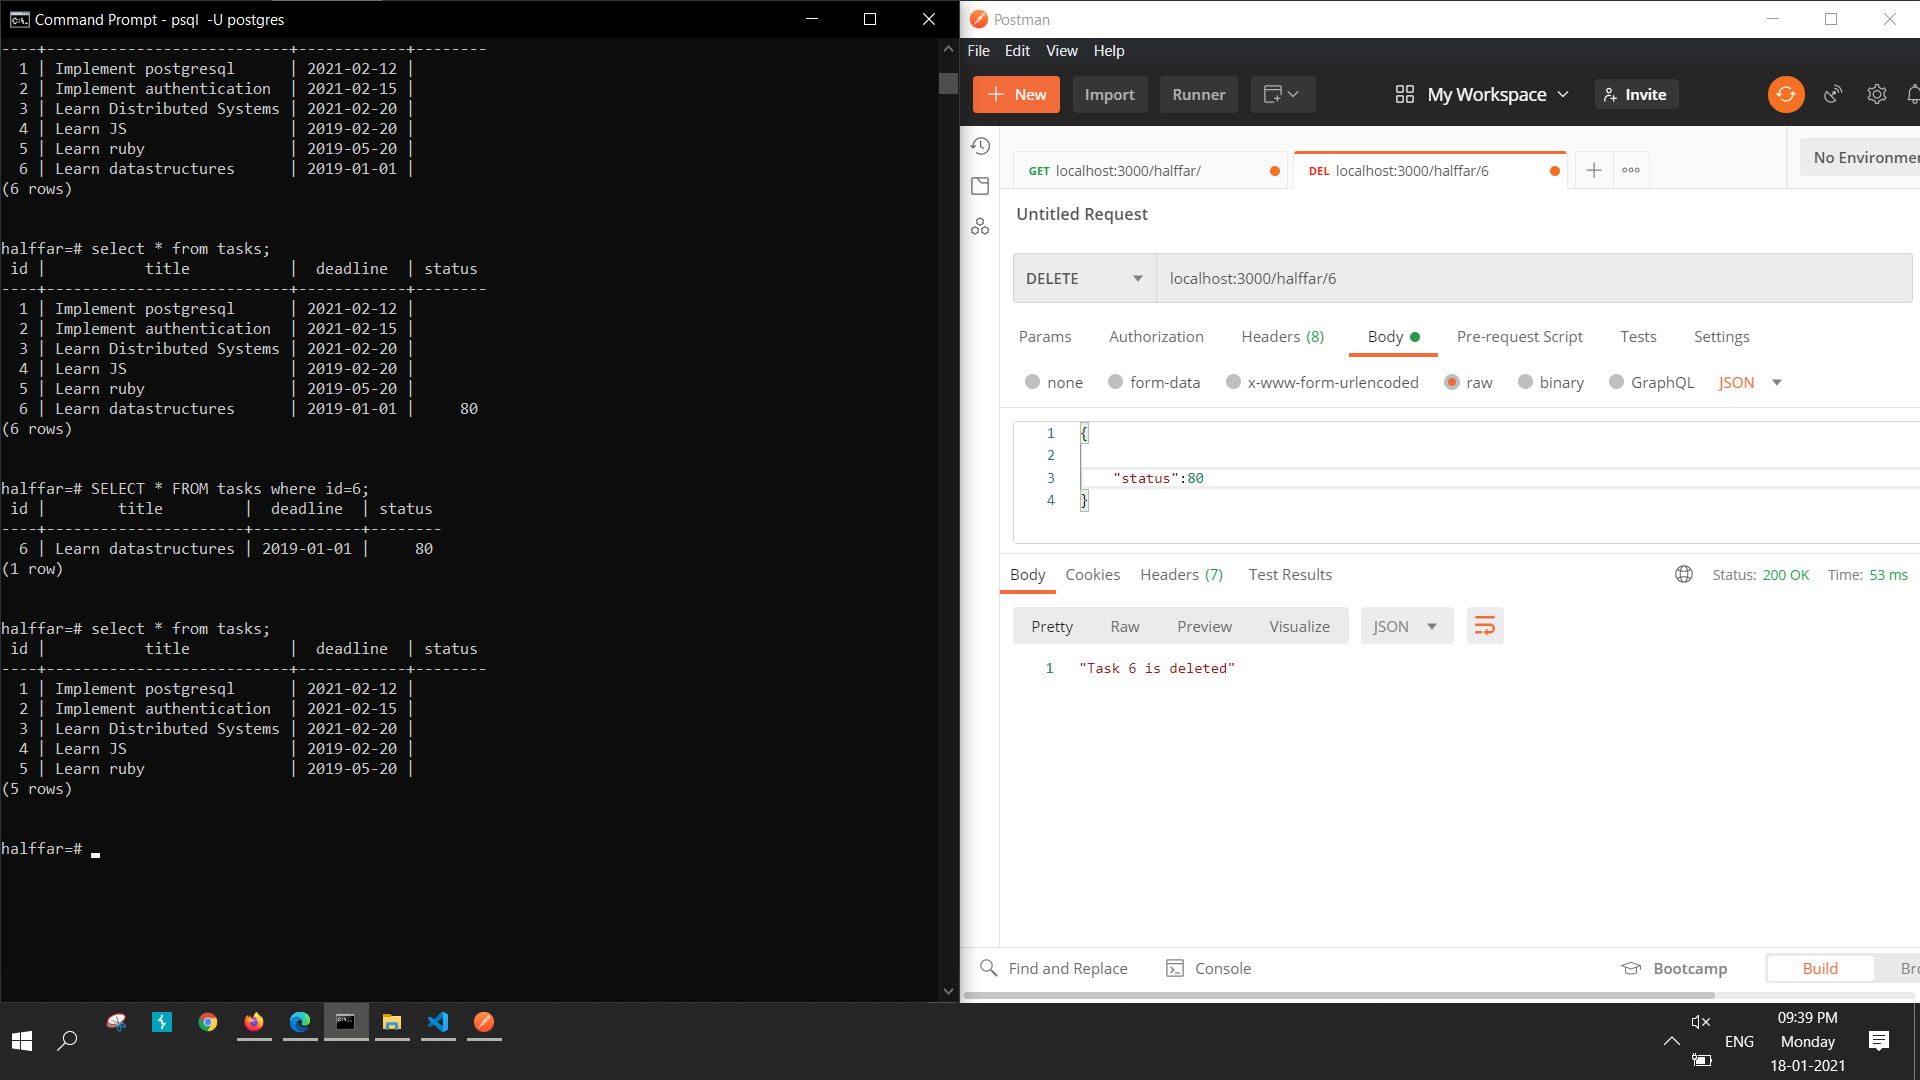 Command Prompt - psql  -U postgres
----+---------------------------+------------+--------
  1 | Implement postgresql      | 2021-02-12 |
  2 | Implement authentication  | 2021-02-15 |
  3 | Learn Distributed Systems | 2021-02-20 |
  4 | Learn JS                  | 2019-02-20 |
  5 | Learn ruby                | 2019-05-20 |
  6 | Learn datastructures      | 2019-01-01 |
(6 rows)
halffar=# select * from tasks;
 id |           title           |  deadline  | status
----+---------------------------+------------+--------
  1 | Implement postgresql      | 2021-02-12 |
  2 | Implement authentication  | 2021-02-15 |
  3 | Learn Distributed Systems | 2021-02-20 |
  4 | Learn JS                  | 2019-02-20 |
  5 | Learn ruby                | 2019-05-20 |
  6 | Learn datastructures      | 2019-01-01 |     80
(6 rows)
halffar=# SELECT * FROM tasks where id=6;
 id |        title         |  deadline  | status
----+----------------------+------------+--------
  6 | Learn datastructures | 2019-01-01 |     80
(1 row)
halffar=# select * from tasks;
 id |           title           |  deadline  | status
----+---------------------------+------------+--------
  1 | Implement postgresql      | 2021-02-12 |
  2 | Implement authentication  | 2021-02-15 |
  3 | Learn Distributed Systems | 2021-02-20 |
  4 | Learn JS                  | 2019-02-20 |
  5 | Learn ruby                | 2019-05-20 |
(5 rows)
halffar=#
Postman
File Edit View Help
New Import Runner My Workspace Invite
GET localhost:3000/halffar/ DEL localhost:3000/halffar/6 No Environmen
Untitled Request
DELETE localhost:3000/halffar/6
Params Authorization Headers (8) Body Pre-request Script Tests Settings
none form-data x-www-form-urlencoded raw binary GraphQL JSON
1 {
2
3 "status":80
4 }
Body Cookies Headers (7) Test Results Status: 200 OK Time: 53 ms
Pretty Raw Preview Visualize JSON
1 "Task 6 is deleted"
Find and Replace Console Bootcamp Build Bro
09:39 PM
ENG Monday
18-01-2021